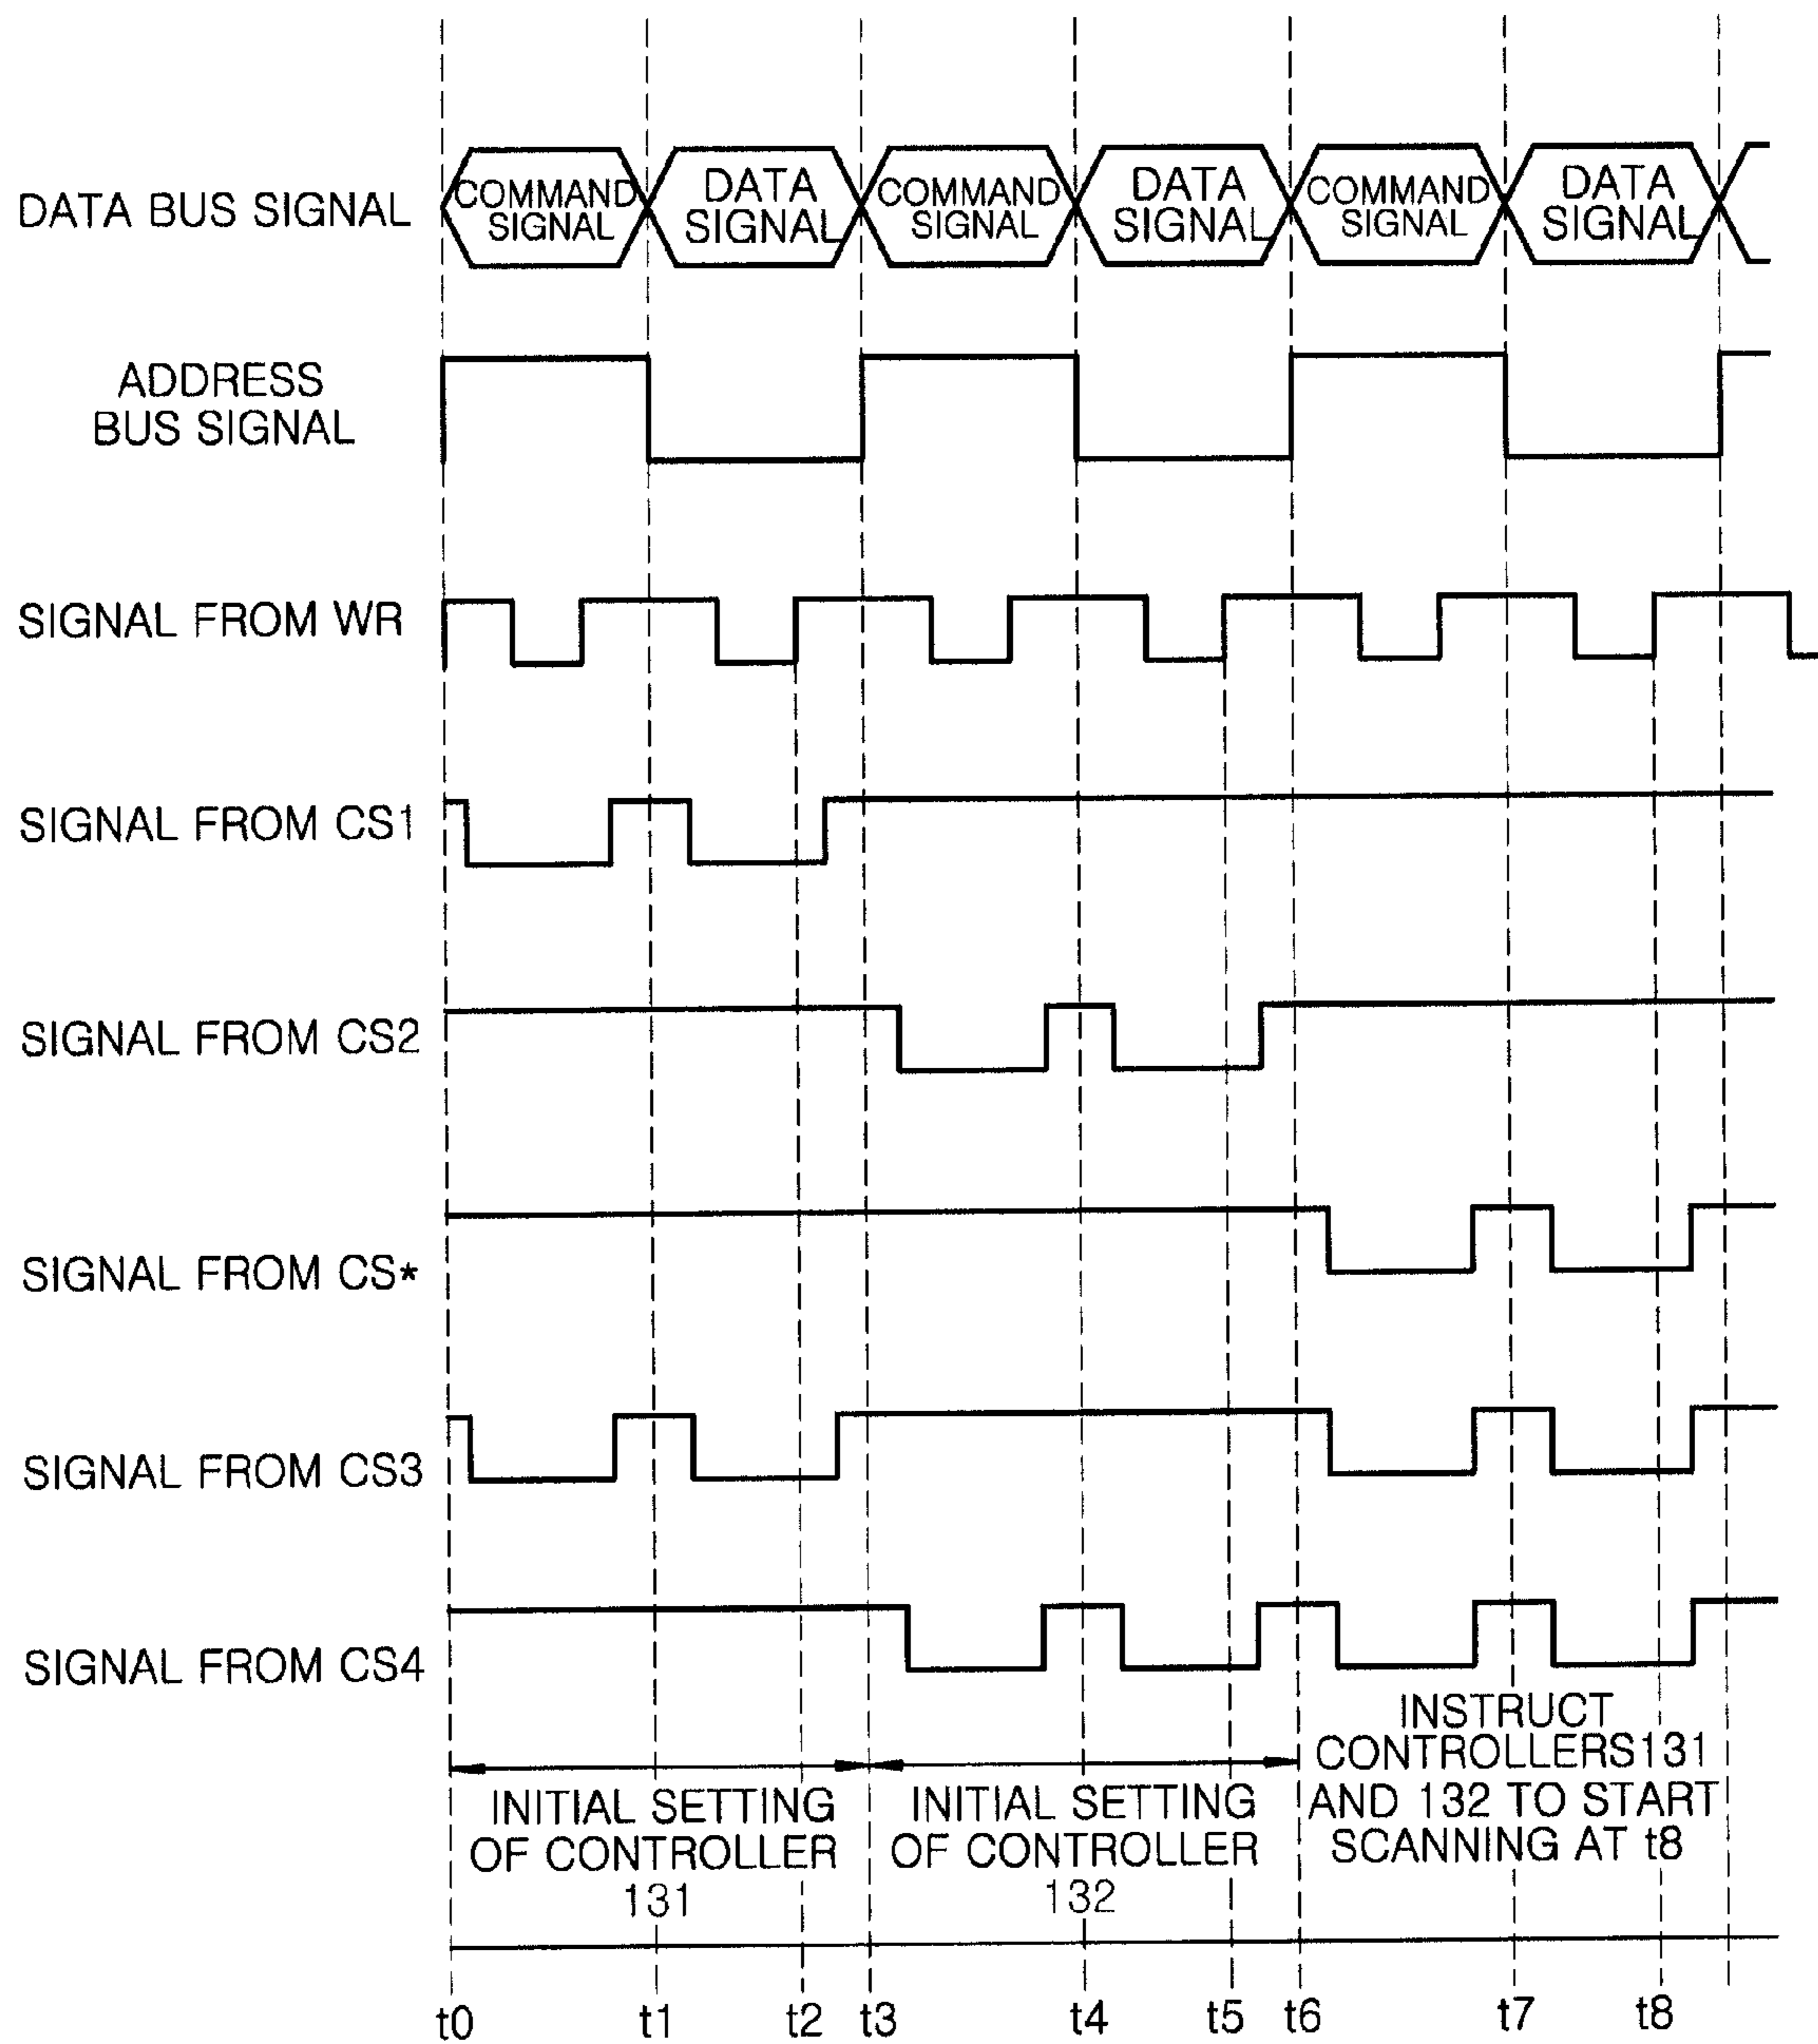 DATA BUS SIGNAL
COMMAND
SIGNAL
DATA
SIGNAL
COMMAND
SIGNAL
DATA
SIGNAL
COMMAND
SIGNAL
DATA
SIGNAL
ADDRESS
BUS SIGNAL
SIGNAL FROM WR
SIGNAL FROM CS1
SIGNAL FROM CS2
SIGNAL FROM CS*
SIGNAL FROM CS3
SIGNAL FROM CS4
INITIAL SETTING
OF CONTROLLER
131
INITIAL SETTING
OF CONTROLLER
132
INSTRUCT
CONTROLLERS131
AND 132 TO START
SCANNING AT t8
t0 t1 t2 t3 t4 t5 t6 t7 t8